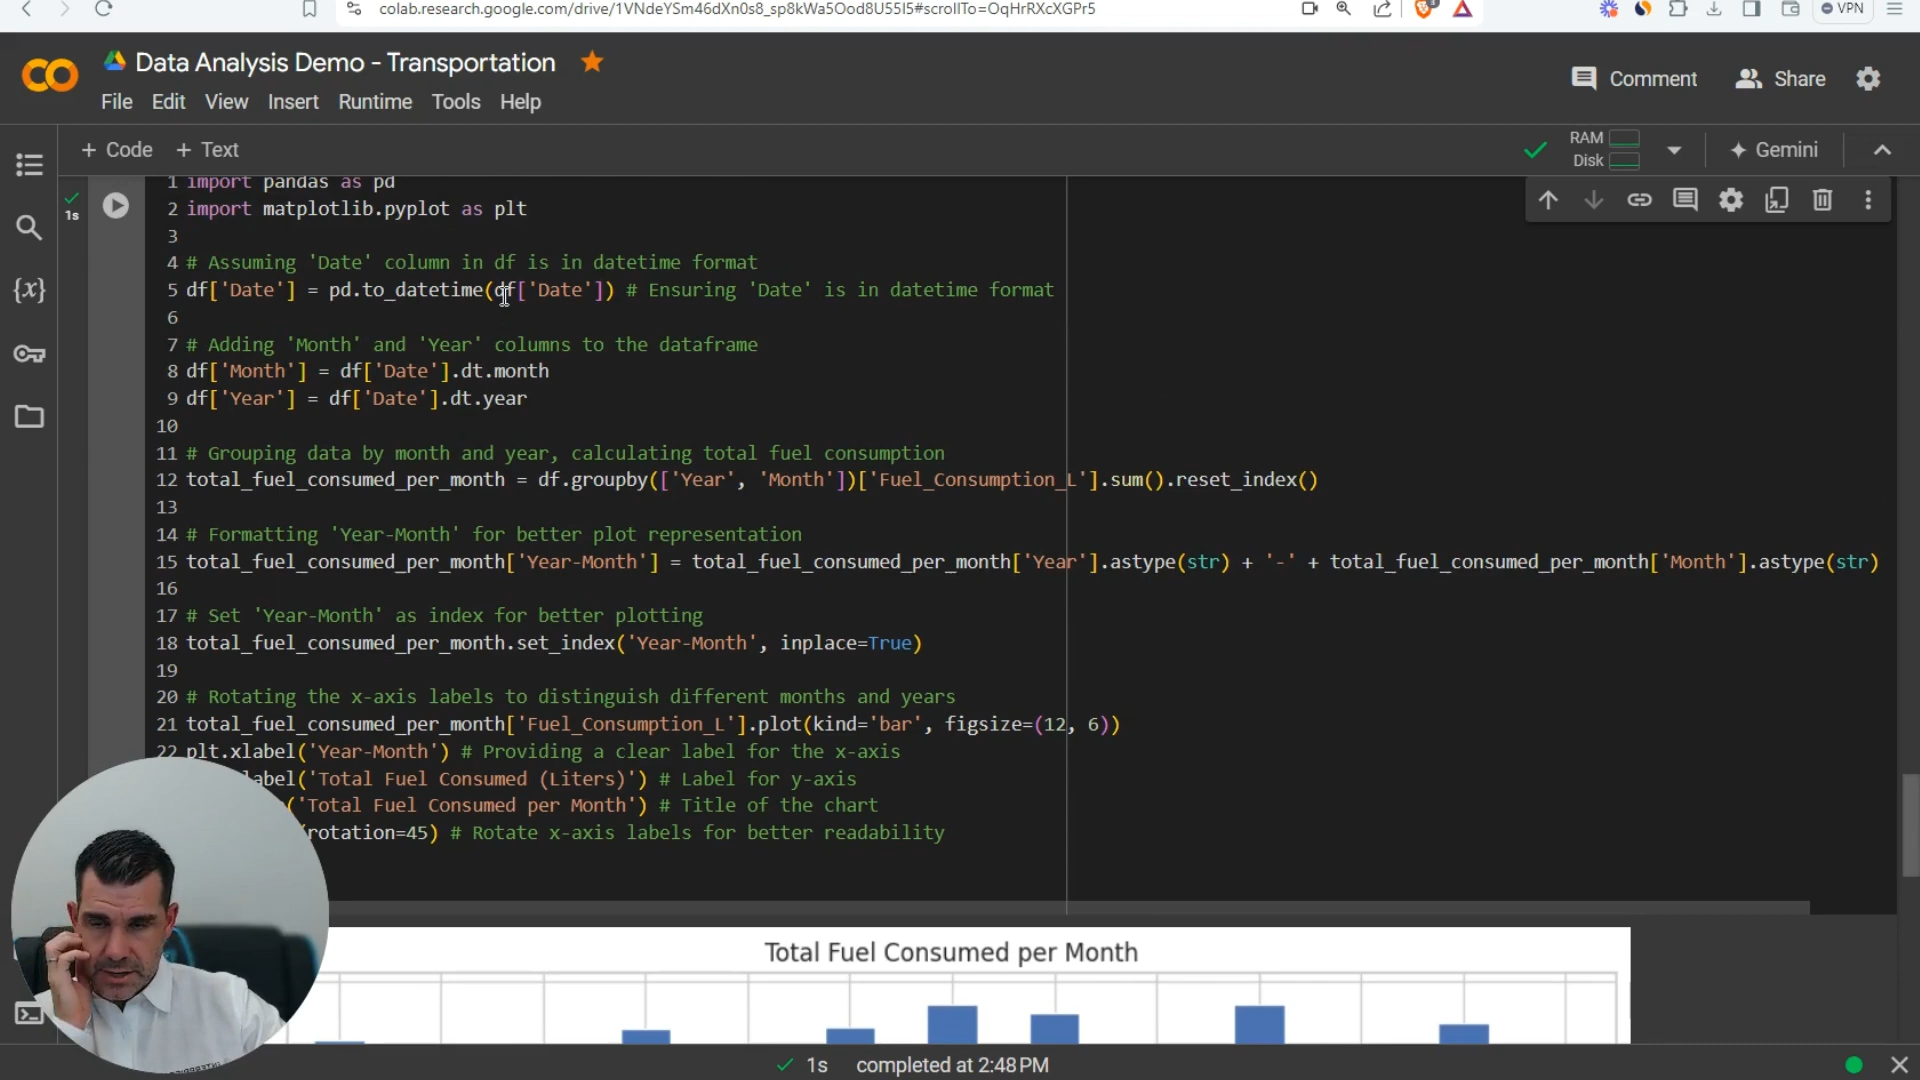 colab.research.google.com/drive/1VNdeYSm46dXn0s8_sp8kWa5Ood8U55I5#scrollTo=OqHrRXcXGPr5
VPN
Data Analysis Demo - Transportation
File Edit View Insert Runtime Tools Help
Comment Share
+ Code + Text
RAM
Disk
Gemini
1s
1 import pandas as pd
2 import matplotlib.pyplot as plt
3
4 # Assuming 'Date' column in df is in datetime format
5 df['Date'] = pd.to_datetime(df['Date']) # Ensuring 'Date' is in datetime format
6
7 # Adding 'Month' and 'Year' columns to the dataframe
8 df['Month'] = df['Date'].dt.month
9 df['Year'] = df['Date'].dt.year
10
11 # Grouping data by month and year, calculating total fuel consumption
12 total_fuel_consumed_per_month = df.groupby(['Year', 'Month'])['Fuel_Consumption_L'].sum().reset_index()
13
14 # Formatting 'Year-Month' for better plot representation
15 total_fuel_consumed_per_month['Year-Month'] = total_fuel_consumed_per_month['Year'].astype(str) + '-' + total_fuel_consumed_per_month['Month'].astype(str)
16
17 # Set 'Year-Month' as index for better plotting
18 total_fuel_consumed_per_month.set_index('Year-Month', inplace=True)
19
20 # Rotating the x-axis labels to distinguish different months and years
21 total_fuel_consumed_per_month['Fuel_Consumption_L'].plot(kind='bar', figsize=(12, 6))
22 plt.xlabel('Year-Month') # Providing a clear label for the x-axis
abel('Total Fuel Consumed (Liters)') # Label for y-axis
('Total Fuel Consumed per Month') # Title of the chart
(rotation=45) # Rotate x-axis labels for better readability
Total Fuel Consumed per Month
1s completed at 2:48 PM